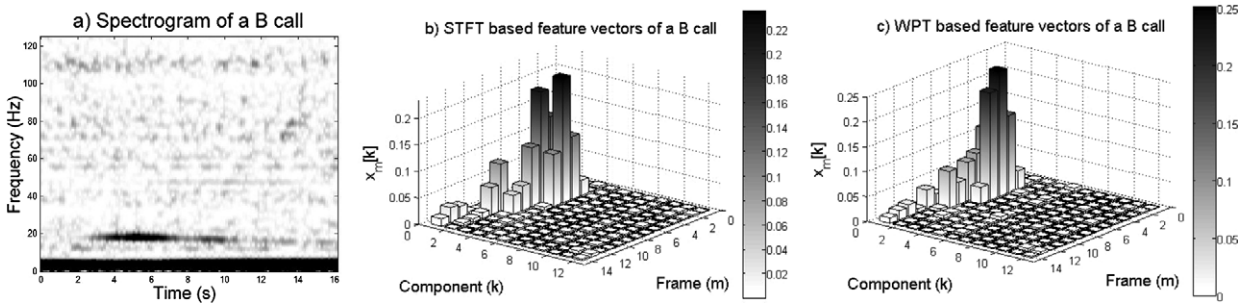 a) Spectrogram of a B call
120
100
80
60
40
20
0
Frequency (Hz)
0 2 4 6 8 10 12 14 16
Time (s)
b) STFT based feature vectors of a B call
0.2
0.15
0.1
0.05
0
x_m[k]
0 2 4 6 8 10 12
Component (k)
14 12 10 8 6 4 2 0
Frame (m)
0.22
0.2
0.18
0.16
0.14
0.12
0.1
0.08
0.06
0.04
0.02
c) WPT based feature vectors of a B call
0.25
0.2
0.15
0.1
0.05
0
x_m[k]
0 2 4 6 8 10 12
Component (k)
14 12 10 8 6 4 2 0
Frame (m)
0.25
0.2
0.15
0.1
0.05
0